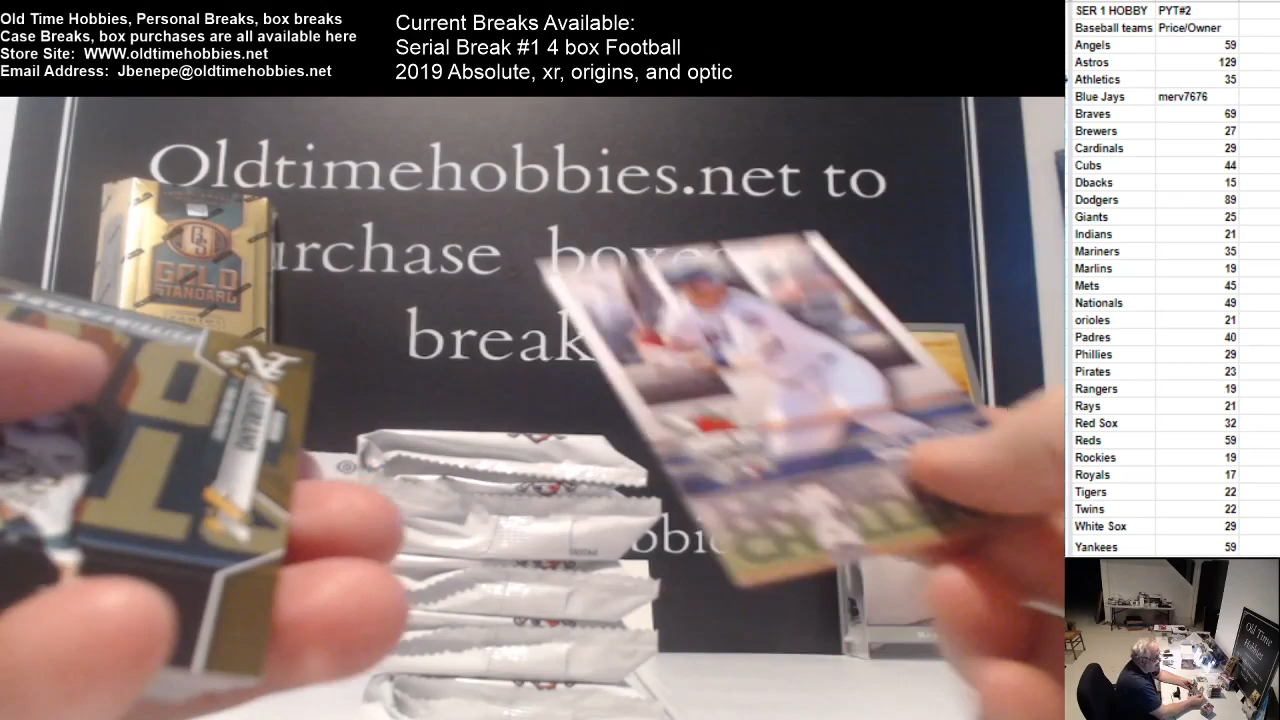 Old Time Hobbies, Personal Breaks, box breaks
Case Breaks, box purchases are all available here
Store Site:  WWW.oldtimehobbies.net
Email Address:  Jbenepe@oldtimehobbies.net
Current Breaks Available:
Serial Break #1 4 box Football
2019 Absolute, xr, origins, and optic
Oldtimehobbies.net to
urchase
break
GS
GOLD
STANDARD
SER 1 HOBBY PYT#2
Baseball teams Price/Owner
Angels 59
Astros 129
Athletics 35
Blue Jays merv7676
Braves 69
Brewers 27
Cardinals 29
Cubs 44
Dbacks 15
Dodgers 89
Giants 25
Indians 21
Mariners 35
Marlins 19
Mets 45
Nationals 49
orioles 21
Padres 40
Phillies 29
Pirates 23
Rangers 19
Rays 21
Red Sox 32
Reds 59
Rockies 19
Royals 17
Tigers 22
Twins 22
White Sox 29
Yankees 59
Old Time